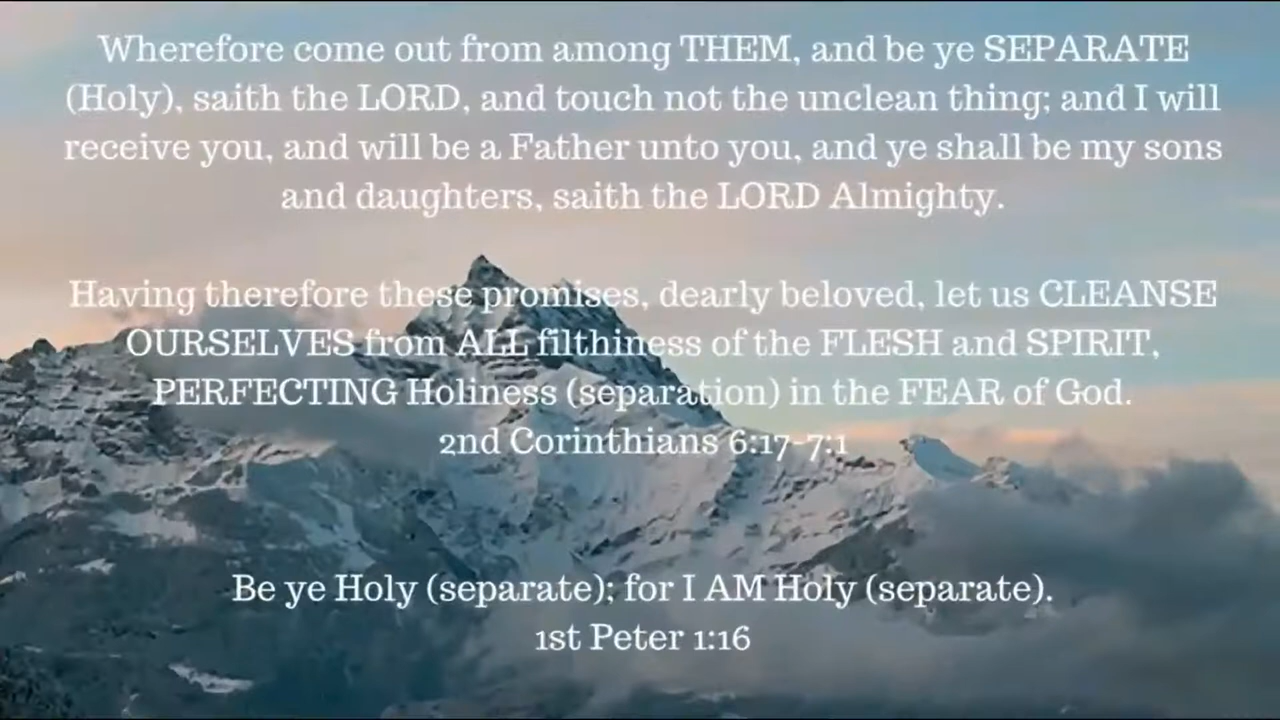 Wherefore come out from among THEM, and be ye SEPARATE
(Holy), saith the LORD, and touch not the unclean thing; and I will
receive you, and will be a Father unto you, and ye shall be my sons
and daughters, saith the LORD Almighty.
Having therefore these promises, dearly beloved, let us CLEANSE
OURSELVES from ALL filthiness of the FLESH and SPIRIT,
PERFECTING Holiness (separation) in the FEAR of God.
2nd Corinthians 6:17-7:1
Be ye Holy (separate); for I AM Holy (separate).
1st Peter 1:16